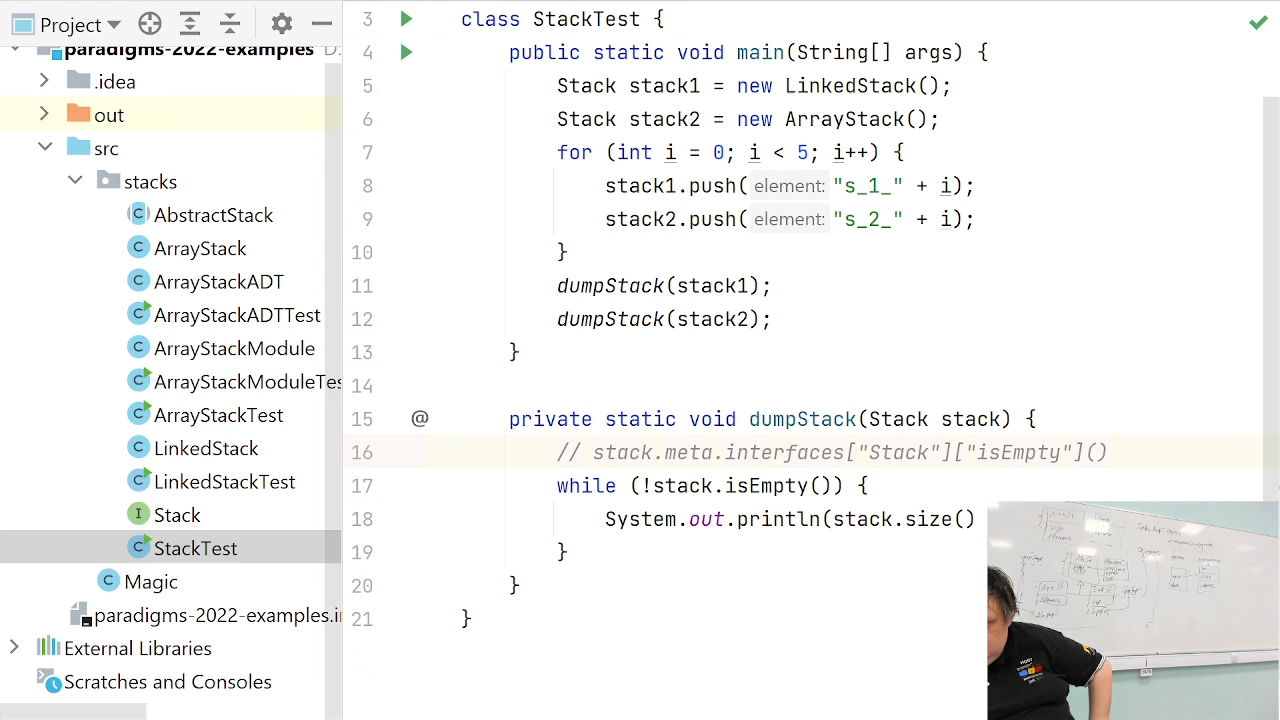 Project
paradigms-2022-examples
.idea
out
src
stacks
AbstractStack
ArrayStack
ArrayStackADT
ArrayStackADTTest
ArrayStackModule
ArrayStackModuleTes
ArrayStackTest
LinkedStack
LinkedStackTest
Stack
StackTest
Magic
paradigms-2022-examples.i
External Libraries
Scratches and Consoles
3 class StackTest {
4 public static void main(String[] args) {
5 Stack stack1 = new LinkedStack();
6 Stack stack2 = new ArrayStack();
7 for (int i = 0; i < 5; i++) {
8 stack1.push( element: "s_1_" + i);
9 stack2.push( element: "s_2_" + i);
10 }
11 dumpStack(stack1);
12 dumpStack(stack2);
13 }
14
15 @ private static void dumpStack(Stack stack) {
16 // stack.meta.interfaces["Stack"]["isEmpty"]()
17 while (!stack.isEmpty()) {
18 System.out.println(stack.size()
19 }
20 }
21 }